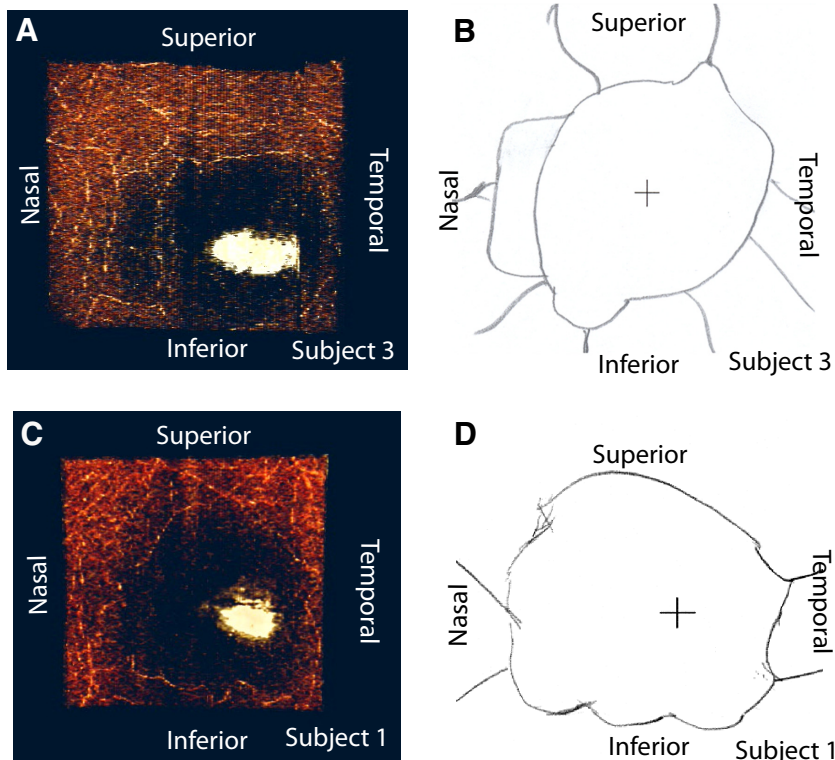 A
Superior
Nasal
Temporal
Inferior
Subject 3
B
Superior
Nasal
Temporal
Inferior
Subject 3
C
Superior
Nasal
Temporal
Inferior
Subject 1
D
Superior
Nasal
Temporal
Inferior
Subject 1